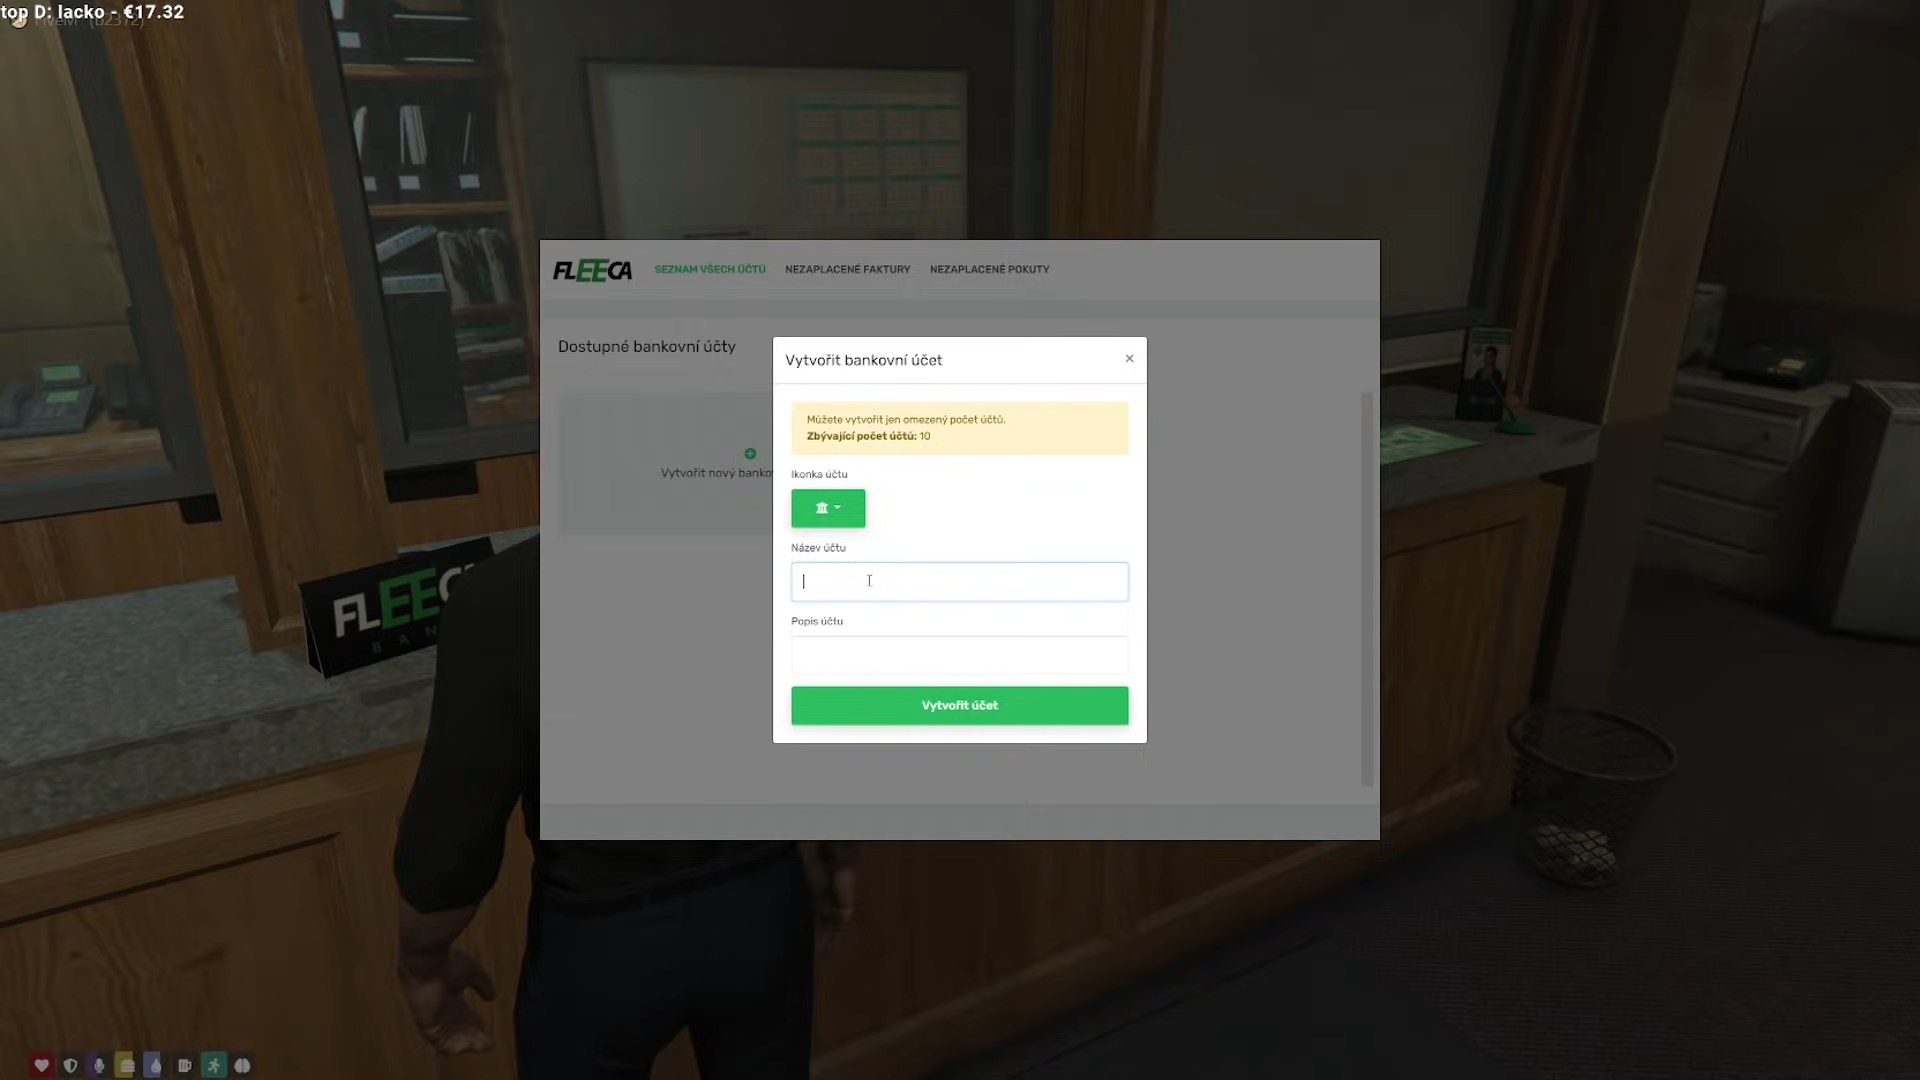 top D: lacko - €17.32
FLEECA
SEZNAM VŠECH ÚČTŮ
NEZAPLACENÉ FAKTURY
NEZAPLACENÉ POKUTY
Dostupné bankovní účty
Vytvořit nový
Vytvořit bankovní účet
×
Můžete vytvořit jen omezený počet účtů.
Zbývající počet účtů: 10
Ikonka účtu
Název účtu
Popis účtu
Vytvořit účet
FLEEC
BAN